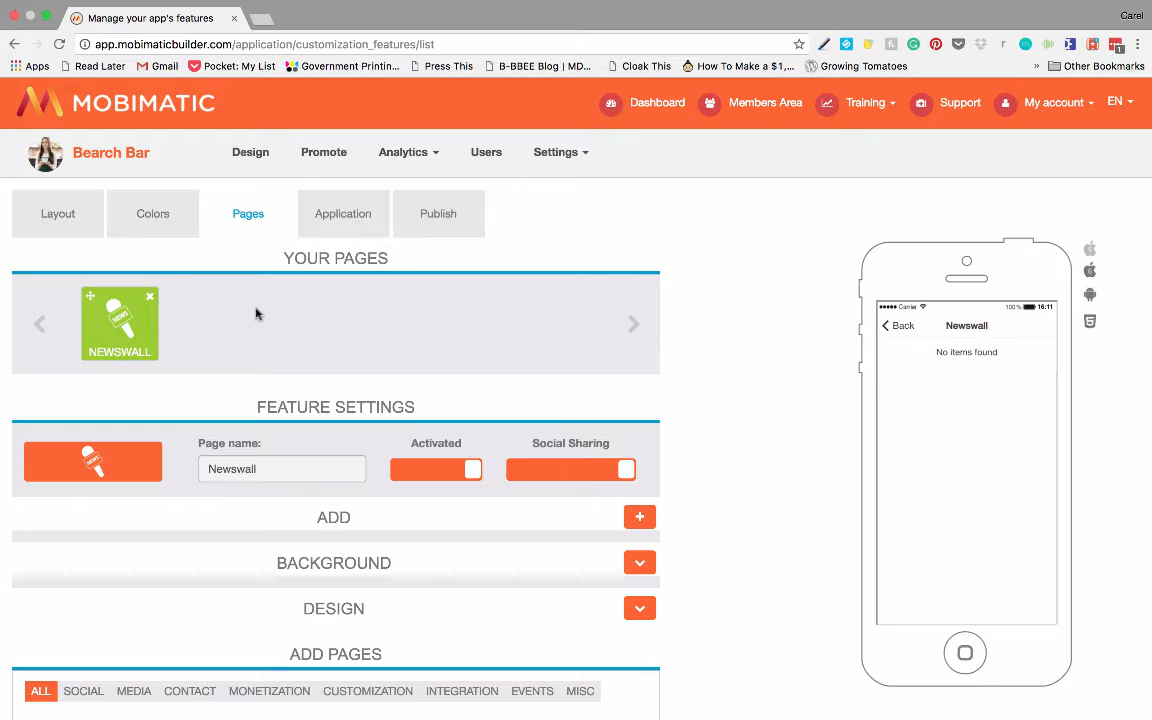 Manage your app's features
Carel
app.mobimaticbuilder.com/application/customization_features/list
Apps Read Later Gmail Pocket: My List Government Printin... Press This B-BBEE Blog | MD... Cloak This How To Make a $1,... Growing Tomatoes » Other Bookmarks
MOBIMATIC Dashboard Members Area Training Support My account EN
Bearch Bar Design Promote Analytics Users Settings
Layout Colors Pages Application Publish
YOUR PAGES
NEWS
NEWSWALL
Carrier 100% 16:11
Back Newswall
No items found
FEATURE SETTINGS
NEWS
Page name: Activated Social Sharing
Newswall
ADD
BACKGROUND
DESIGN
ADD PAGES
ALL SOCIAL MEDIA CONTACT MONETIZATION CUSTOMIZATION INTEGRATION EVENTS MISC